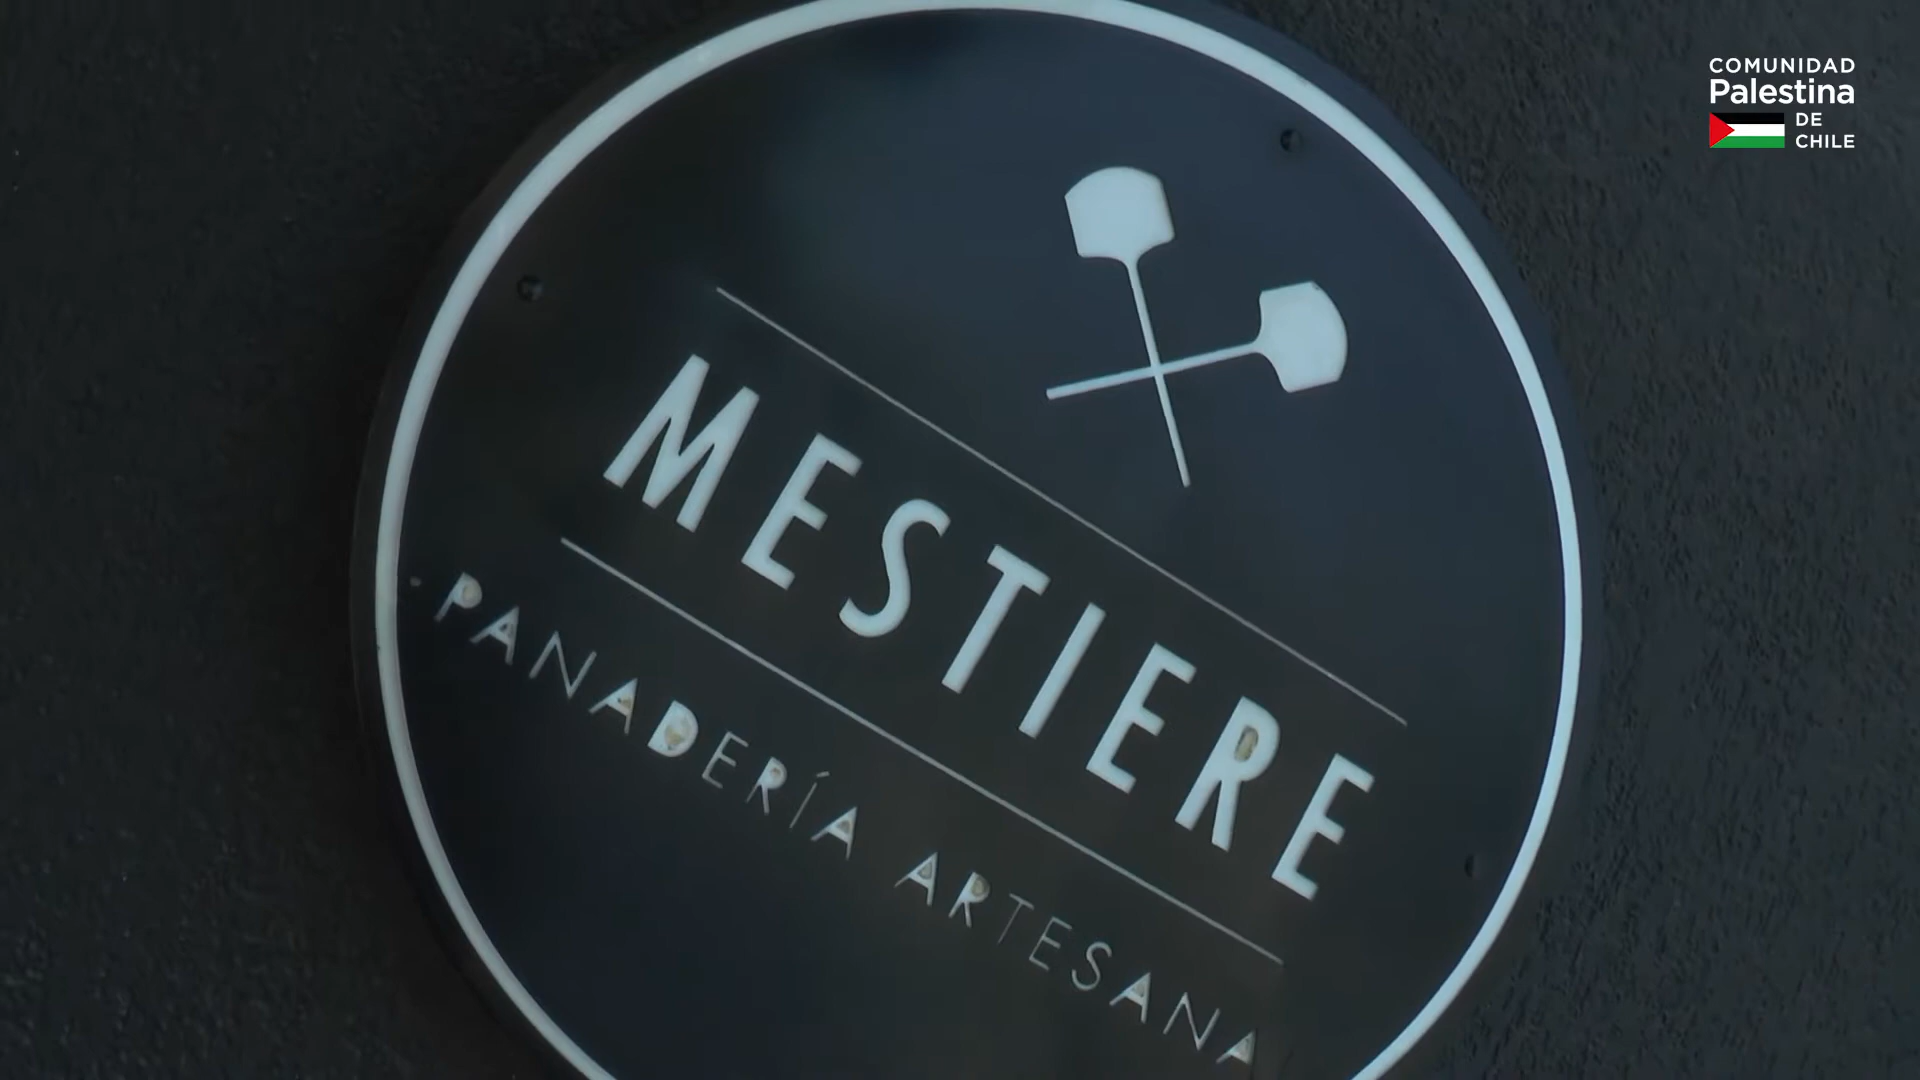 COMUNIDAD
Palestina
DE
CHILE
MESTIERE
PANADERÍA ARTESANA